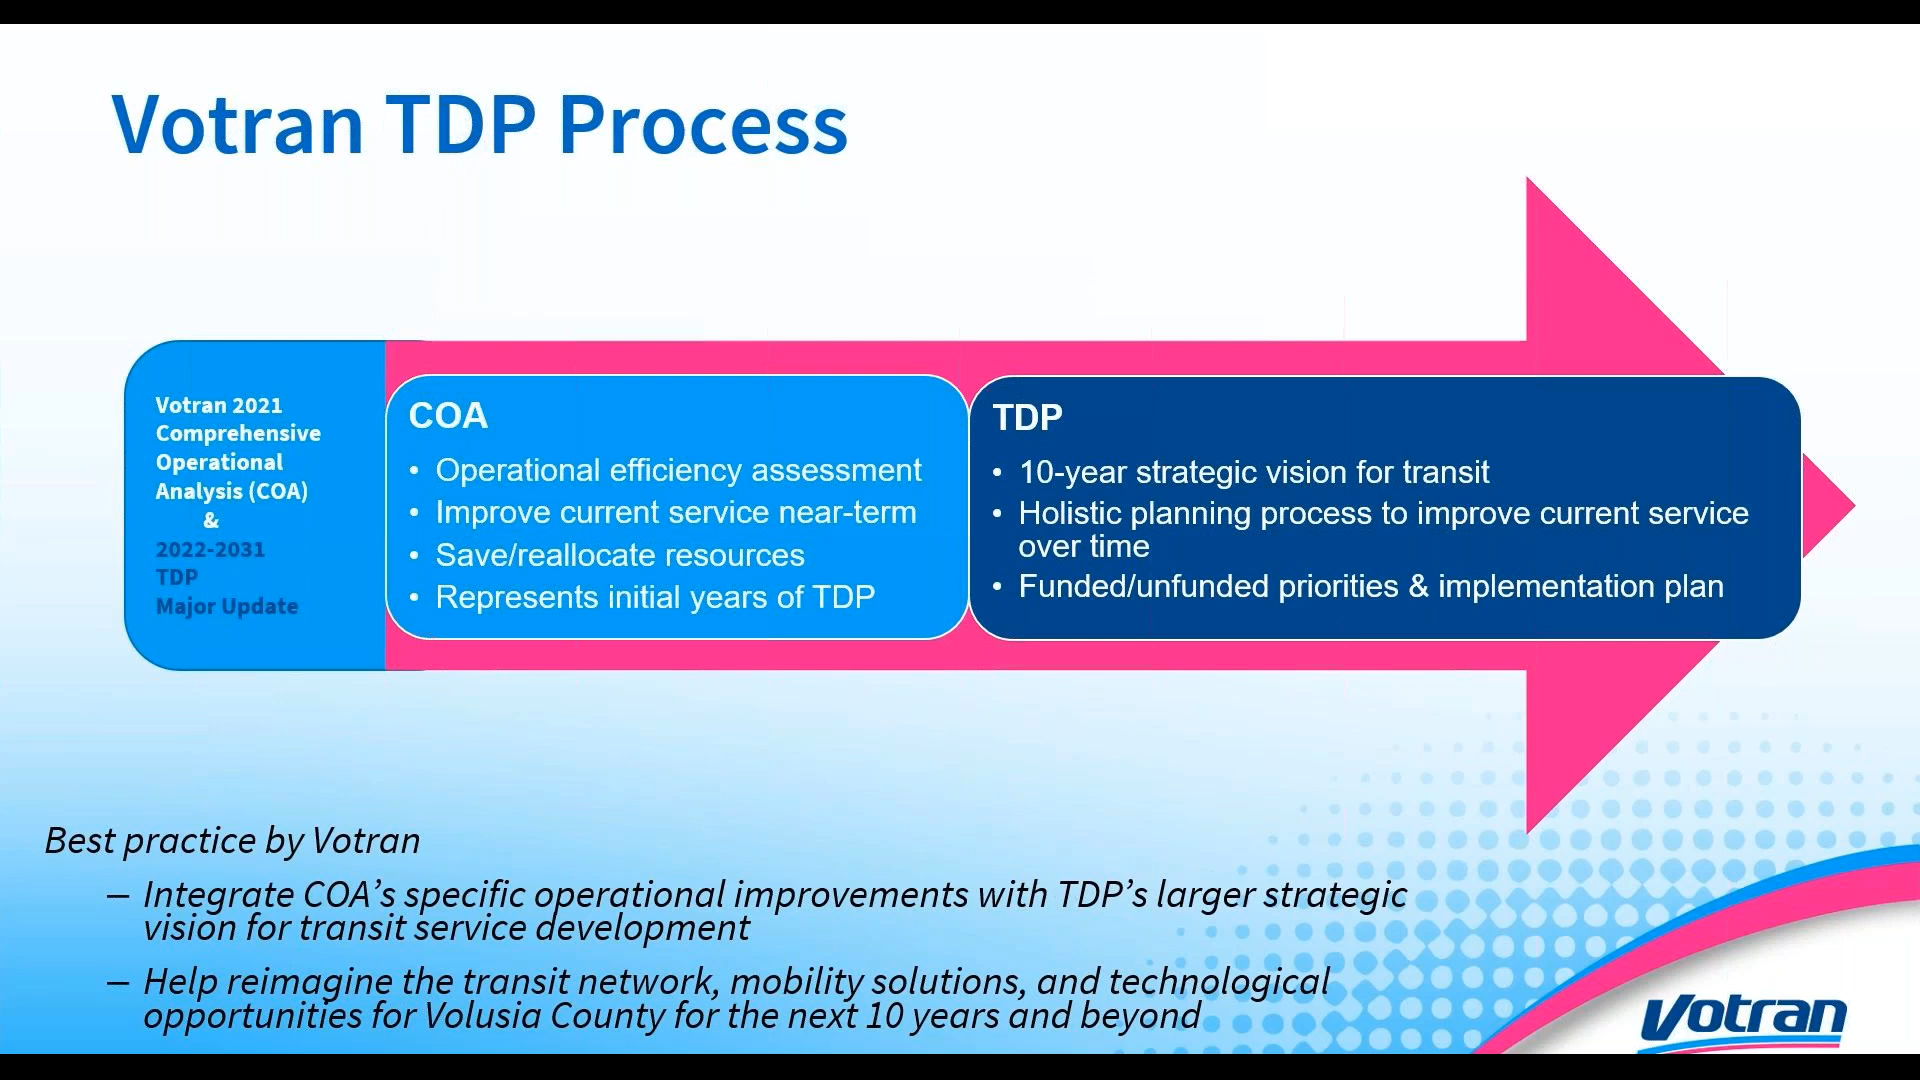 Votran TDP Process
Votran 2021
Comprehensive
Operational
Analysis (COA)
&
2022-2031
TDP
Major Update
COA
• Operational efficiency assessment
• Improve current service near-term
• Save/reallocate resources
• Represents initial years of TDP
TDP
• 10-year strategic vision for transit
• Holistic planning process to improve current service
over time
• Funded/unfunded priorities & implementation plan
Best practice by Votran
– Integrate COA’s specific operational improvements with TDP’s larger strategic
vision for transit service development
– Help reimagine the transit network, mobility solutions, and technological
opportunities for Volusia County for the next 10 years and beyond
Votran